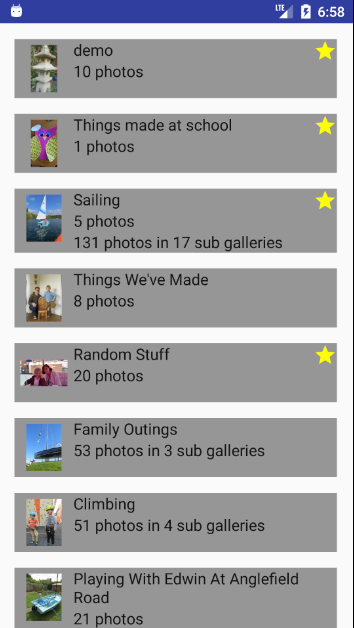 LTE 6:58
demo
10 photos
Things made at school
1 photos
Sailing
5 photos
131 photos in 17 sub galleries
Things We've Made
8 photos
Random Stuff
20 photos
Family Outings
53 photos in 3 sub galleries
Climbing
51 photos in 4 sub galleries
Playing With Edwin At Anglefield
Road
21 photos